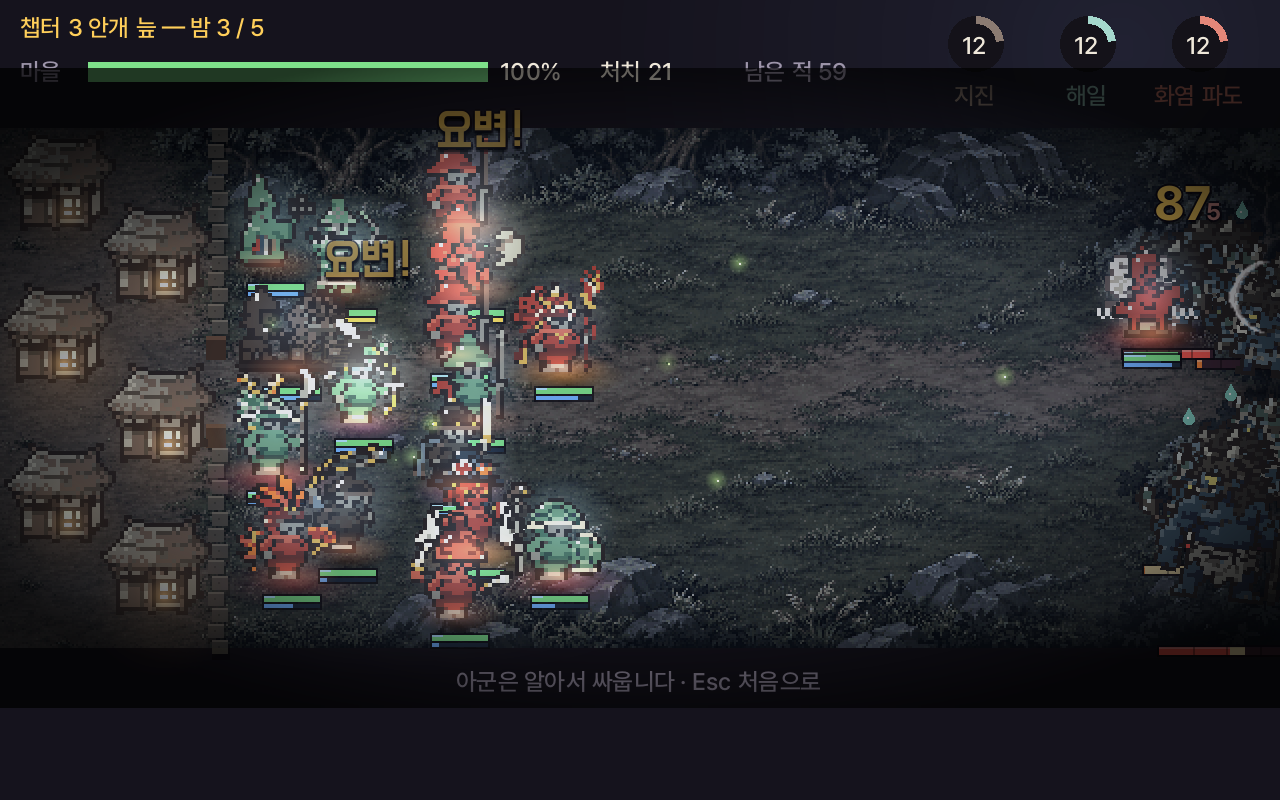 챕터 3 안개 늪 — 밤 3 / 5
마을 100% 처치 21 남은 적 59
12 12 12
지진 해일 화염 파도
요변!
875
요변!
아군은 알아서 싸웁니다 · Esc 처음으로